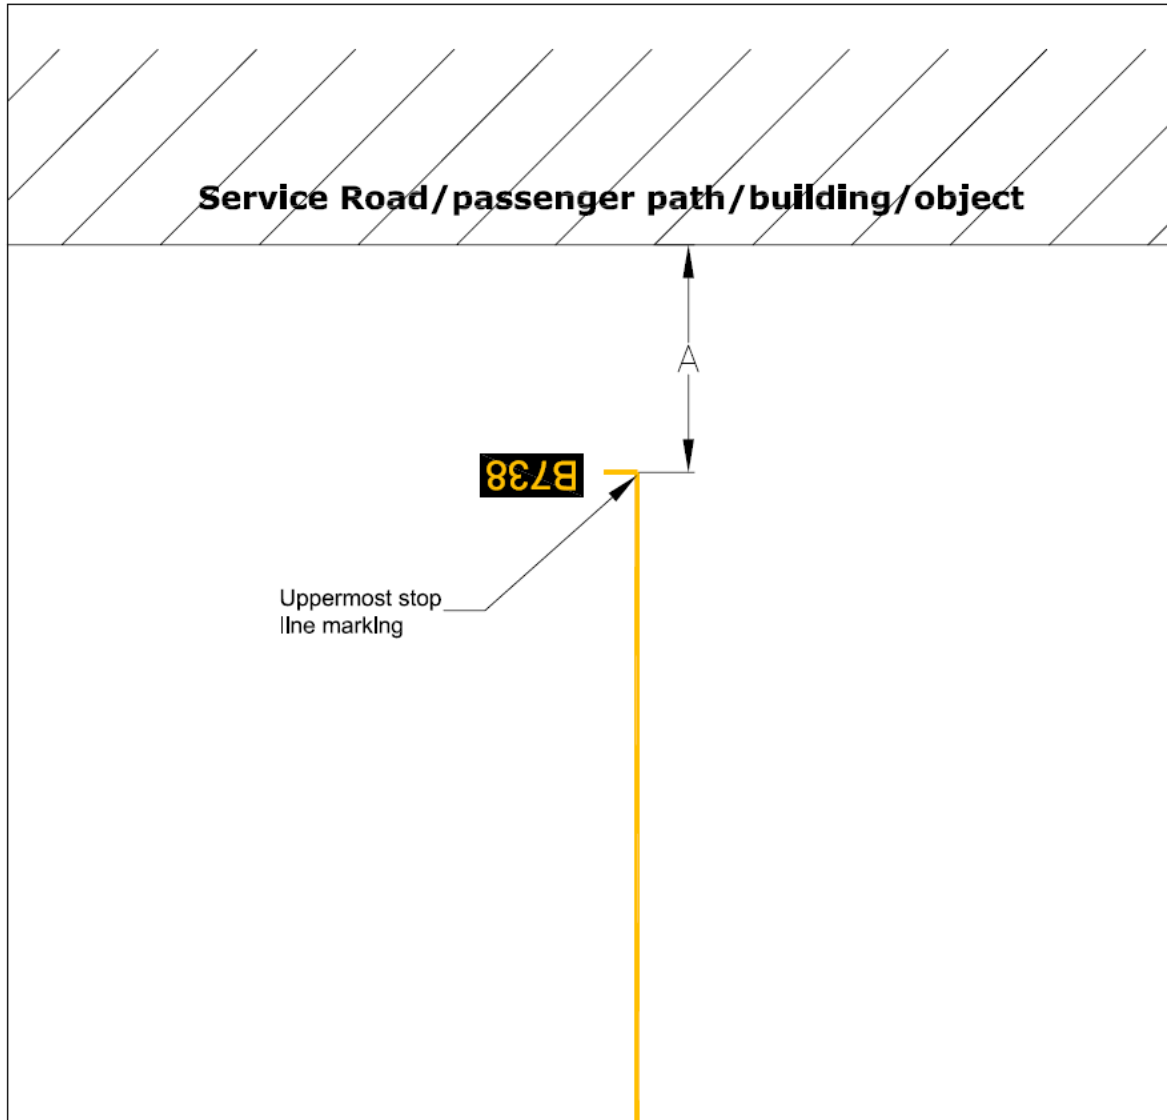 Service Road/passenger path/building/object
A
B738
Uppermost stop
line marking